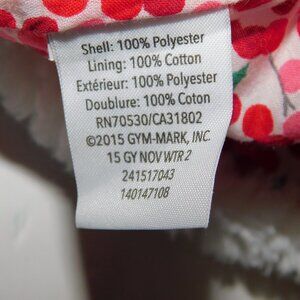 Shell: 100% Polyester
Lining: 100% Cotton
Extérieur: 100% Polyester
Doublure: 100% Coton
RN70530/CA31802
©2015 GYM-MARK, INC.
15 GY NOV WTR 2
241517043
140147108